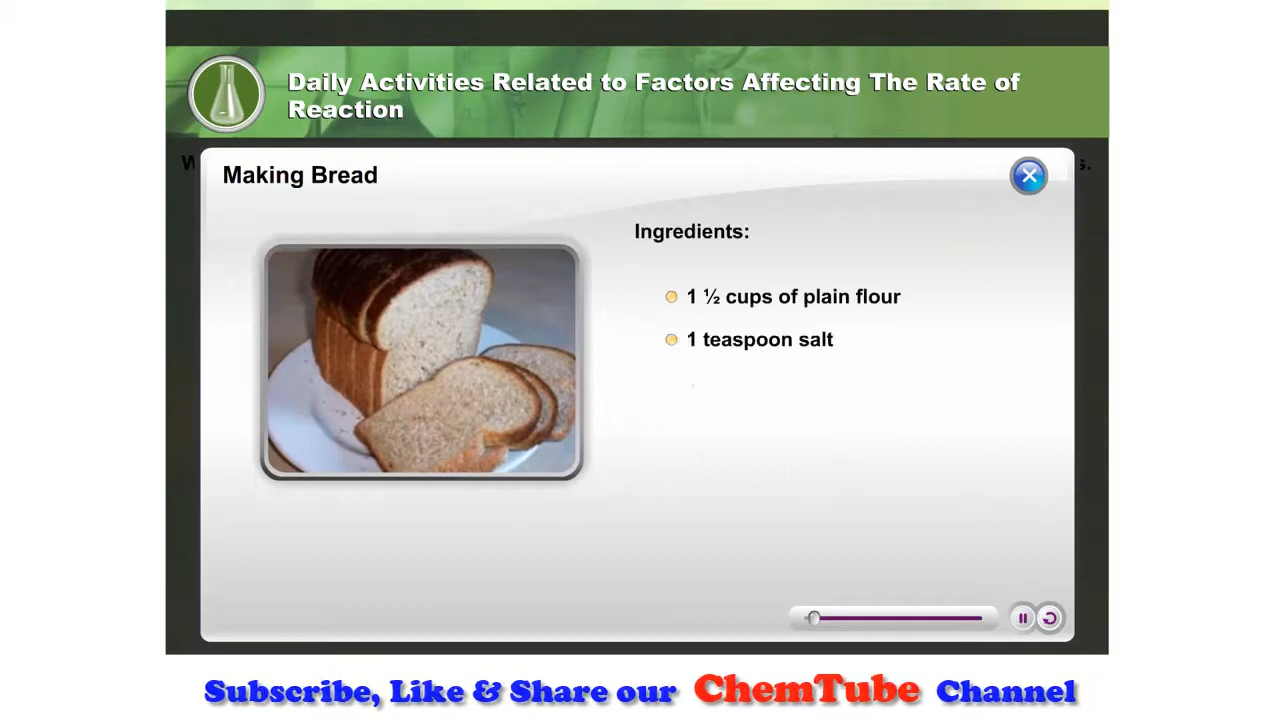 Daily Activities Related to Factors Affecting The Rate of
Reaction
Making Bread
Ingredients:
1 ½ cups of plain flour
1 teaspoon salt
Subscribe, Like & Share our ChemTube Channel